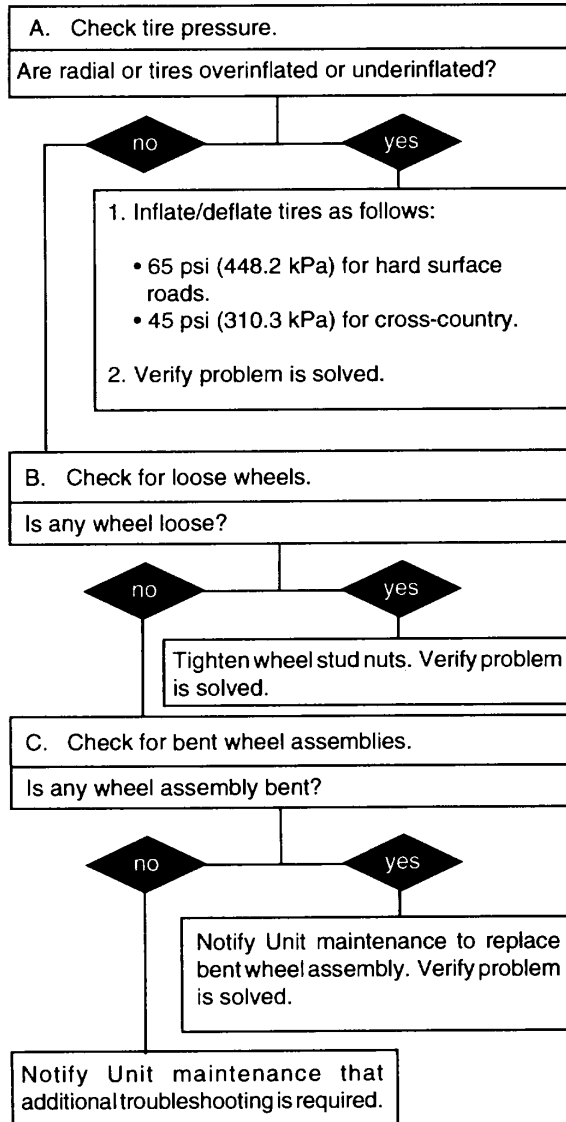 A. Check tire pressure.
Are radial or tires overinflated or underinflated?
no
yes
1. Inflate/deflate tires as follows:
• 65 psi (448.2 kPa) for hard surface
roads.
• 45 psi (310.3 kPa) for cross-country.
2. Verify problem is solved.
B. Check for loose wheels.
Is any wheel loose?
no
yes
Tighten wheel stud nuts. Verify problem
is solved.
C. Check for bent wheel assemblies.
Is any wheel assembly bent?
no
yes
Notify Unit maintenance to replace
bent wheel assembly. Verify problem
is solved.
Notify Unit maintenance that
additional troubleshooting is required.